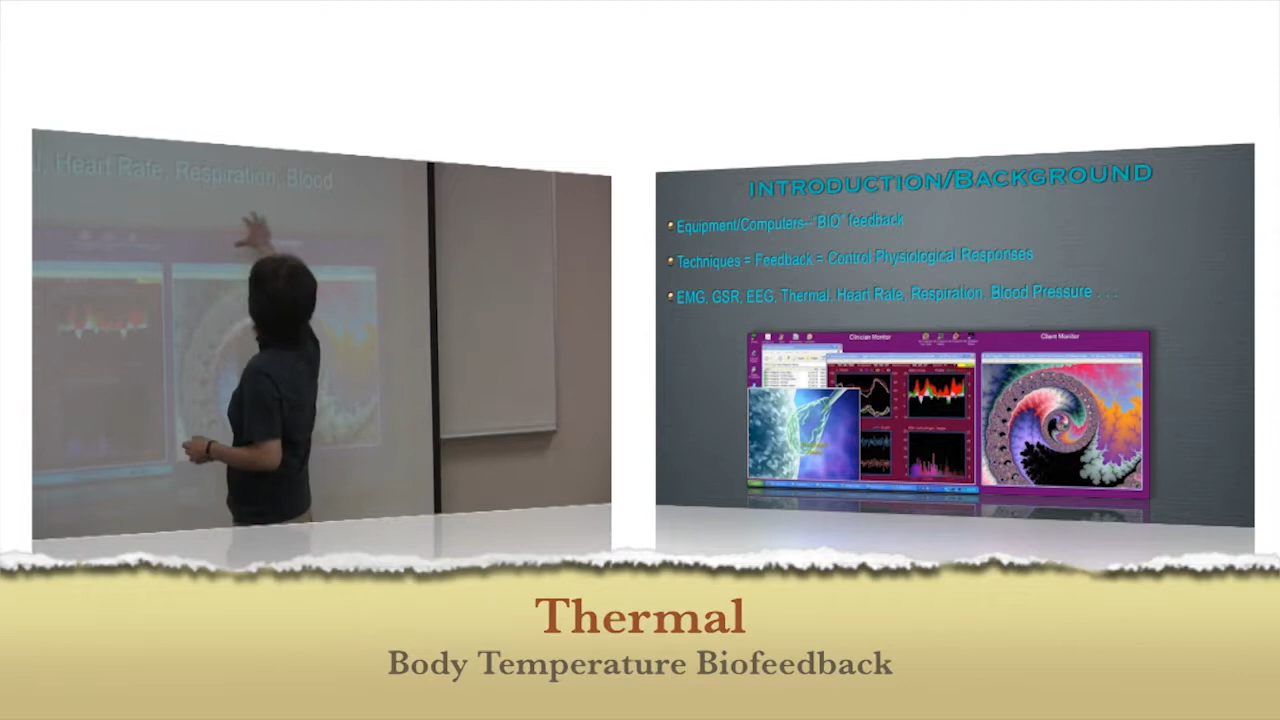 l, Heart Rate, Respiration, Blood
INTRODUCTION/BACKGROUND
Equipment/Computers--"BIO" feedback
Techniques = Feedback = Control Physiological Responses
EMG, GSR, EEG, Thermal, Heart Rate, Respiration, Blood Pressure . . .
Clinician Monitor
Client Monitor
Thermal
Body Temperature Biofeedback